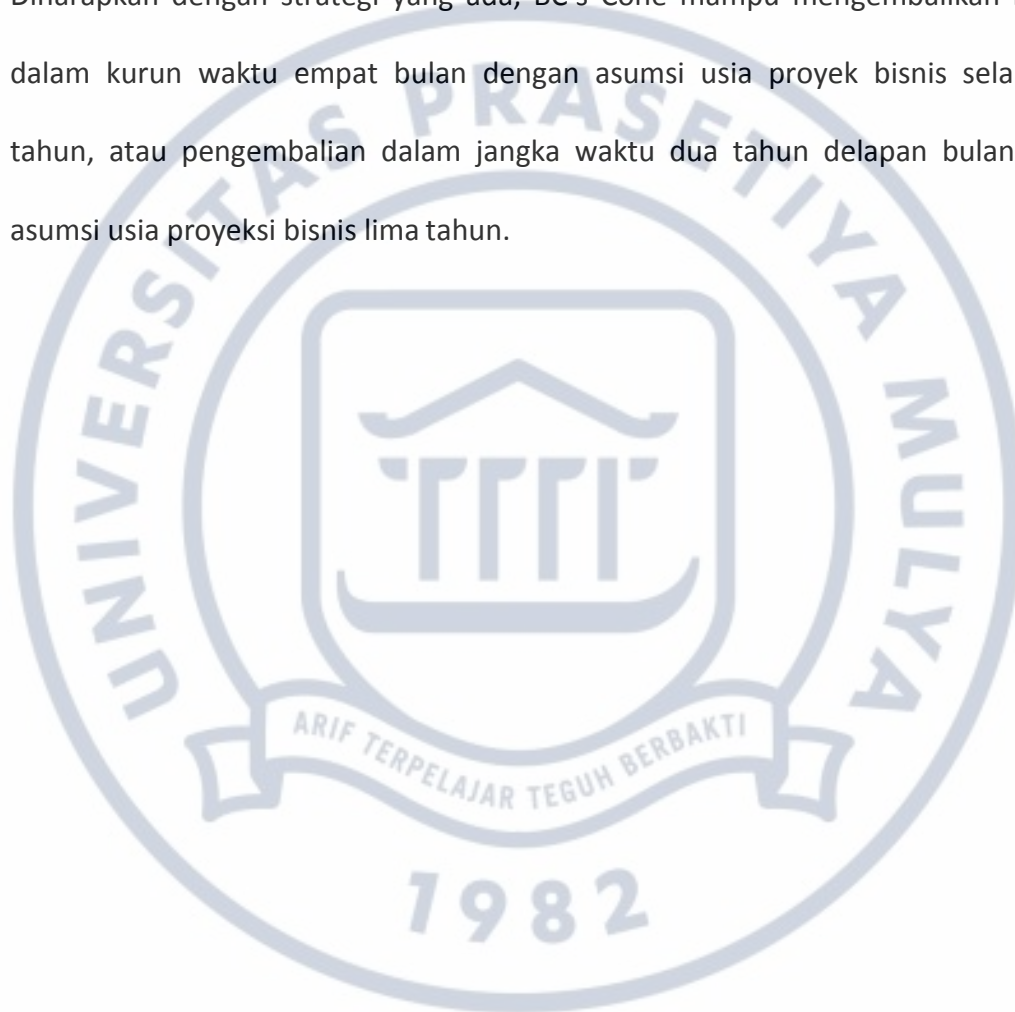 Diharapkan dengan strategi yang ada, BC's Cone mampu mengembalikan
dalam kurun waktu empat bulan dengan asumsi usia proyek bisnis
tahun, atau pengembalian dalam jangka waktu dua tahun delapan bulan
asumsi usia proyeksi bisnis lima tahun.
UNIVERSITAS PRASETIYA MULYA
ARIF TERPELAJAR TEGUH BERBAKTI
1982